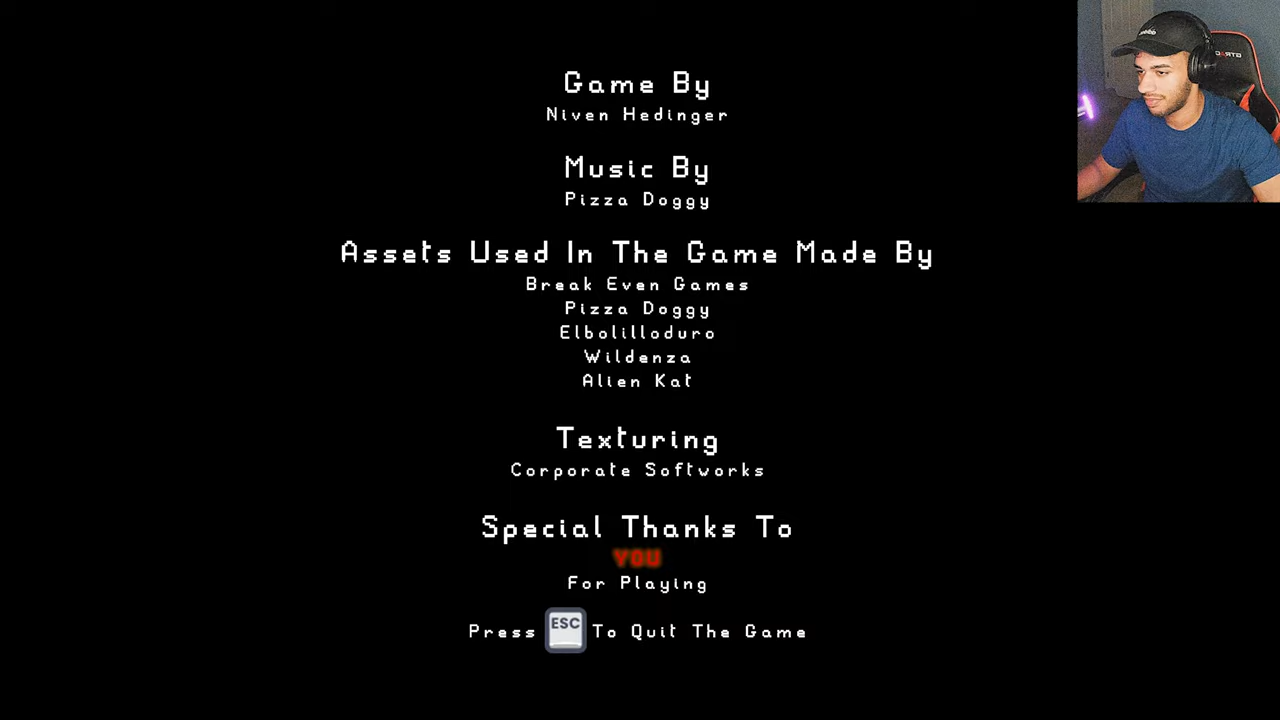 Game By
Niven Hedinger
Music By
Pizza Doggy
Assets Used In The Game Made By
Break Even Games
Pizza Doggy
Elbolilloduro
Wildenza
Alien Kat
Texturing
Corporate Softworks
Special Thanks To
YOU
For Playing
Press ESC To Quit The Game